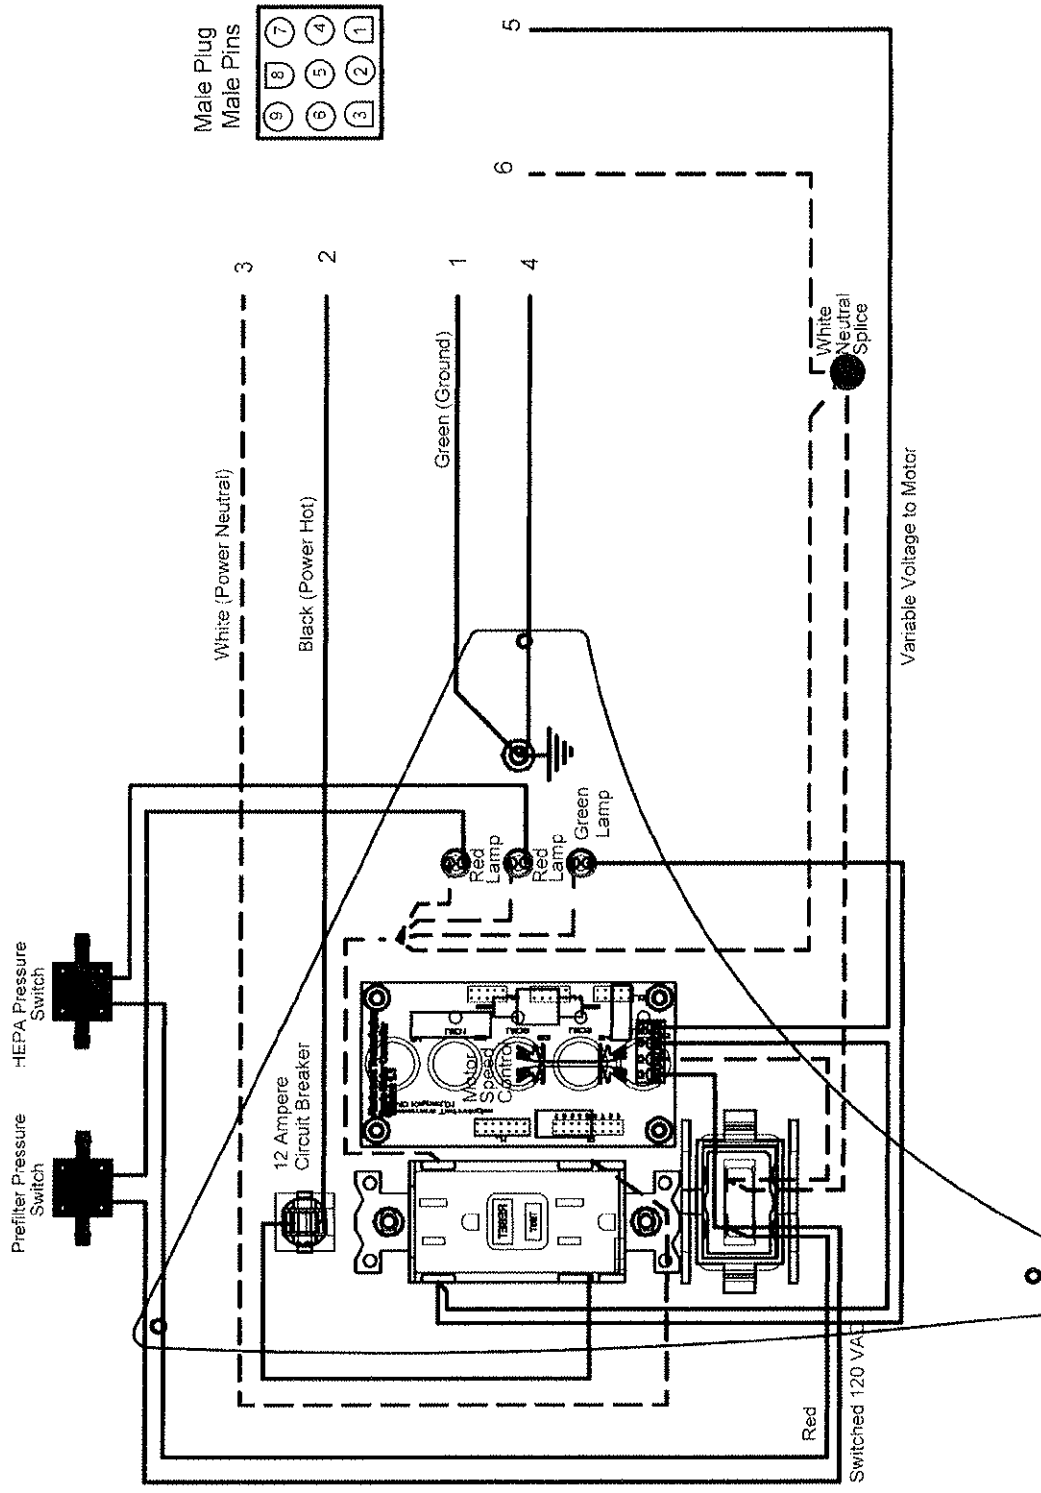 Male Plug
Male Pins
9
8
7
6
5
4
3
2
1
5
6
3
2
1
4
White (Power Neutral)
Black (Power Hot)
Green (Ground)
White
Neutral
Splice
Variable Voltage to Motor
HEPA Pressure
Switch
Prefilter Pressure
Switch
Red
Lamp
Red
Lamp
Green
Lamp
12 Ampere
Circuit Breaker
Motor
Speed
Control
RESET
TEST
Red
Switched 120 VAC